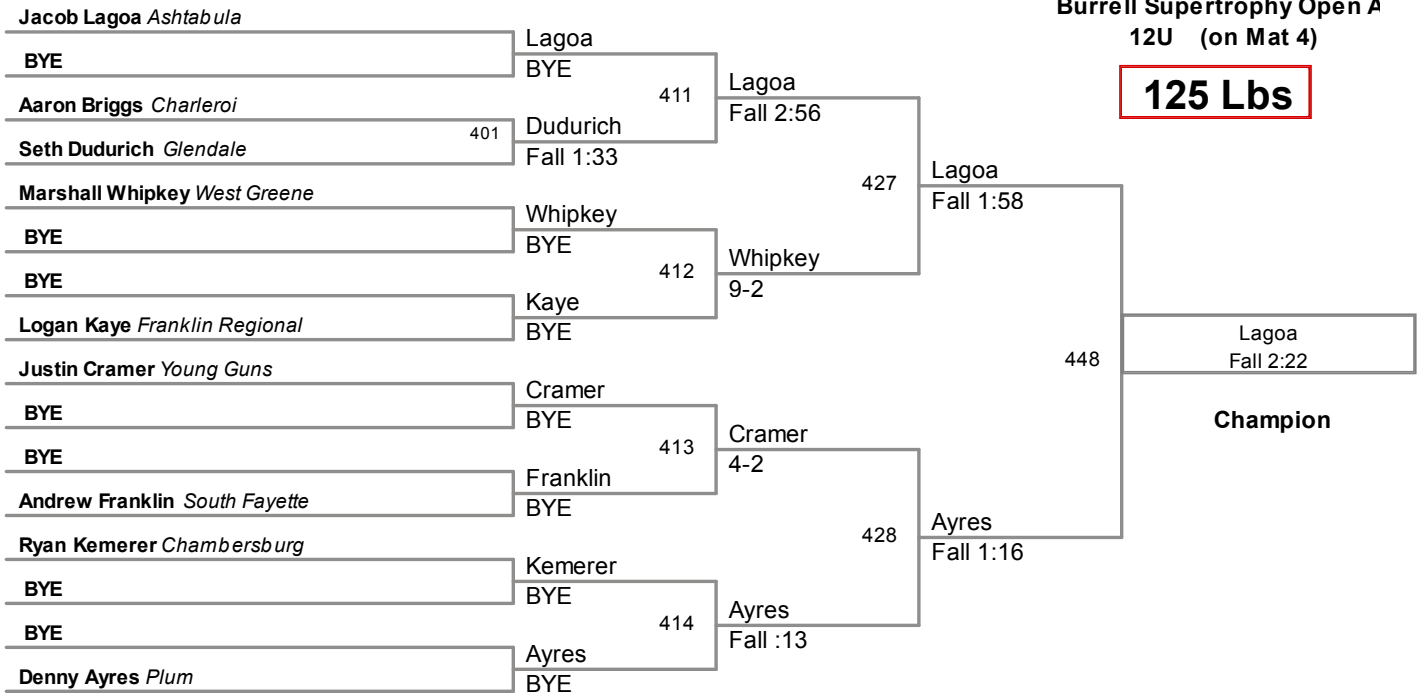 Burrell Supertrophy Open A
12U (on Mat 4)
125 Lbs
Jacob Lagoa Ashtabula
BYE
Aaron Briggs Charleroi
Seth Dudurich Glendale
Marshall Whipkey West Greene
BYE
BYE
Logan Kaye Franklin Regional
Justin Cramer Young Guns
BYE
BYE
Andrew Franklin South Fayette
Ryan Kemerer Chambersburg
BYE
BYE
Denny Ayres Plum
Lagoa
BYE
401
Dudurich
Fall 1:33
Whipkey
BYE
Kaye
BYE
Cramer
BYE
Franklin
BYE
Kemerer
BYE
Ayres
BYE
411
Lagoa
Fall 2:56
412
Whipkey
9-2
413
Cramer
4-2
414
Ayres
Fall :13
427
Lagoa
Fall 1:58
428
Ayres
Fall 1:16
448
Lagoa
Fall 2:22
Champion